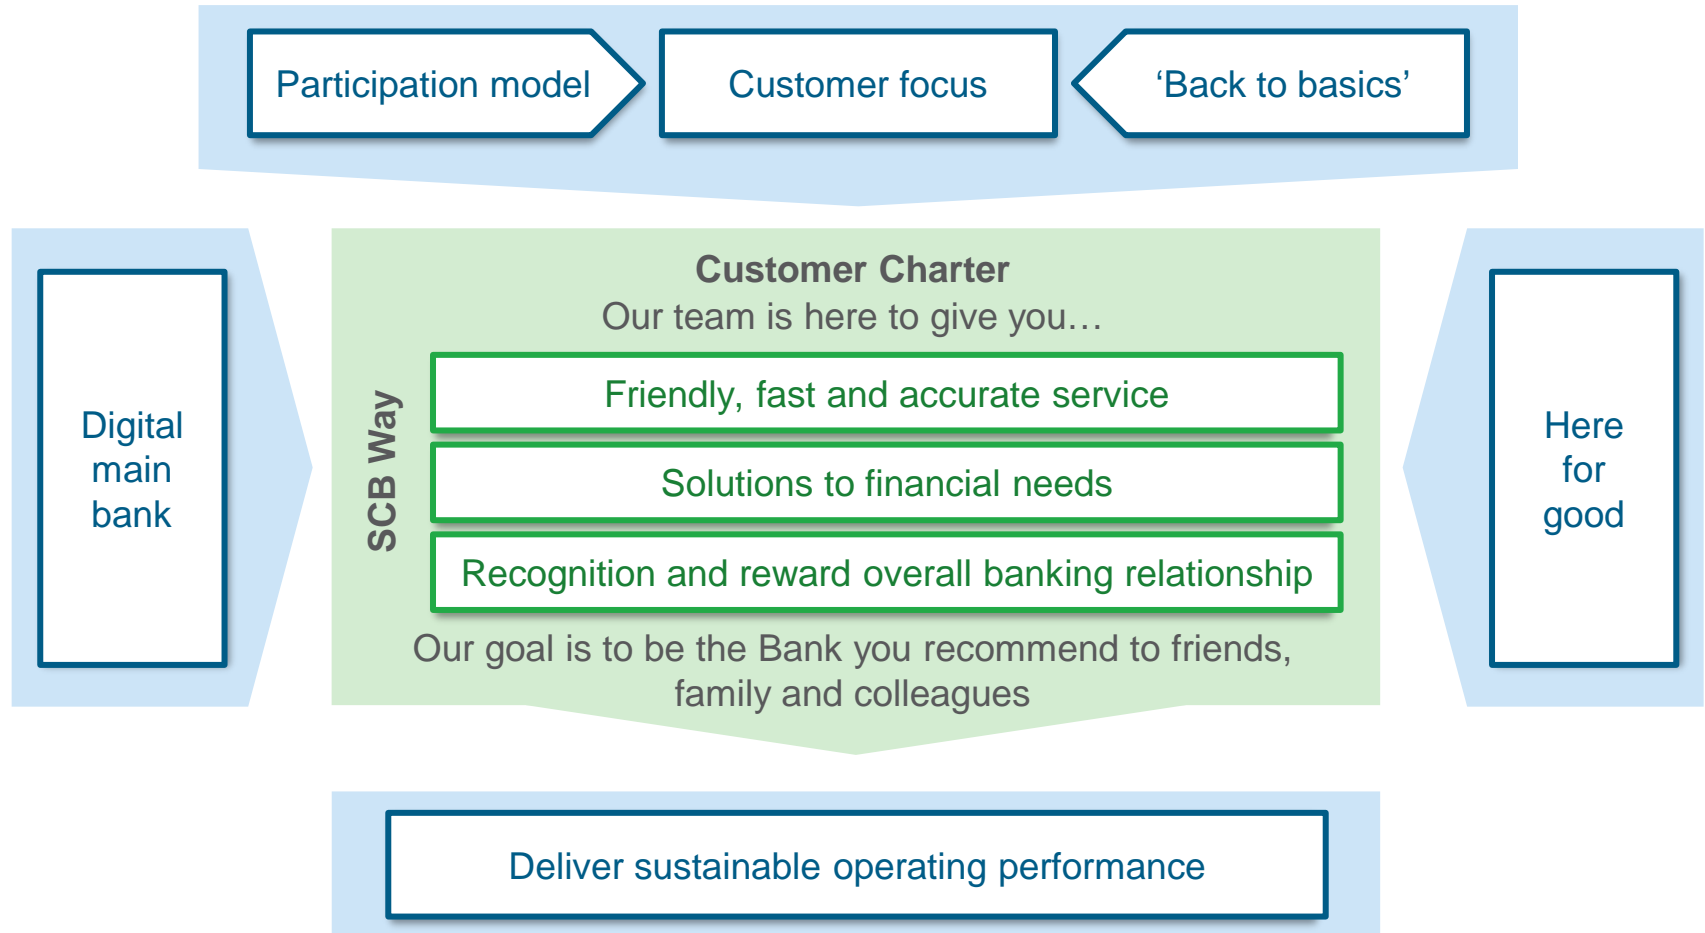 Participation model
Customer focus
‘Back to basics’
Digital
main
bank
Customer Charter
Our team is here to give you…
SCB Way
Friendly, fast and accurate service
Solutions to financial needs
Recognition and reward overall banking relationship
Our goal is to be the Bank you recommend to friends,
family and colleagues
Here
for
good
Deliver sustainable operating performance